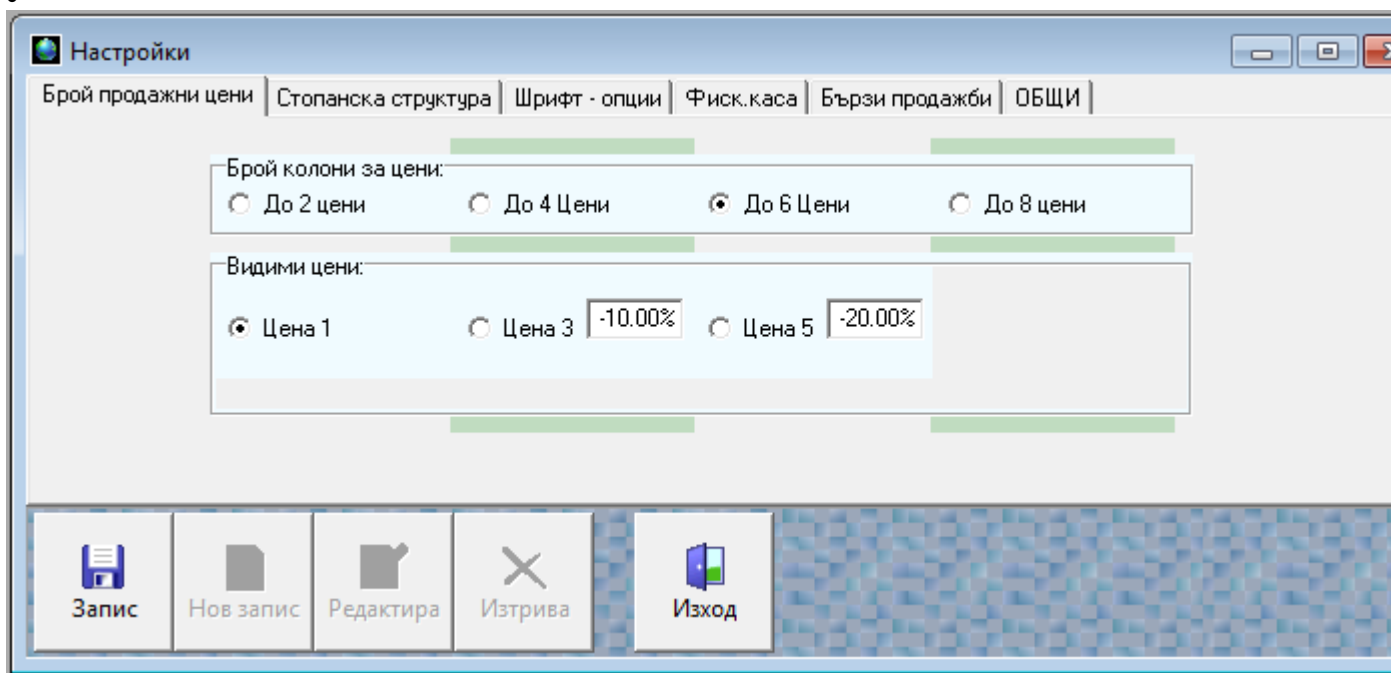 Настройки
Брой продажни цени Стопанска структура Шрифт - опции Фиск.каса Бързи продажби ОБЩИ
Брой колони за цени:
До 2 цени До 4 Цени До 6 Цени До 8 цени
Видими цени:
Цена 1 Цена 3 -10.00% Цена 5 -20.00%
Запис Нов запис Редактира Изтрива Изход